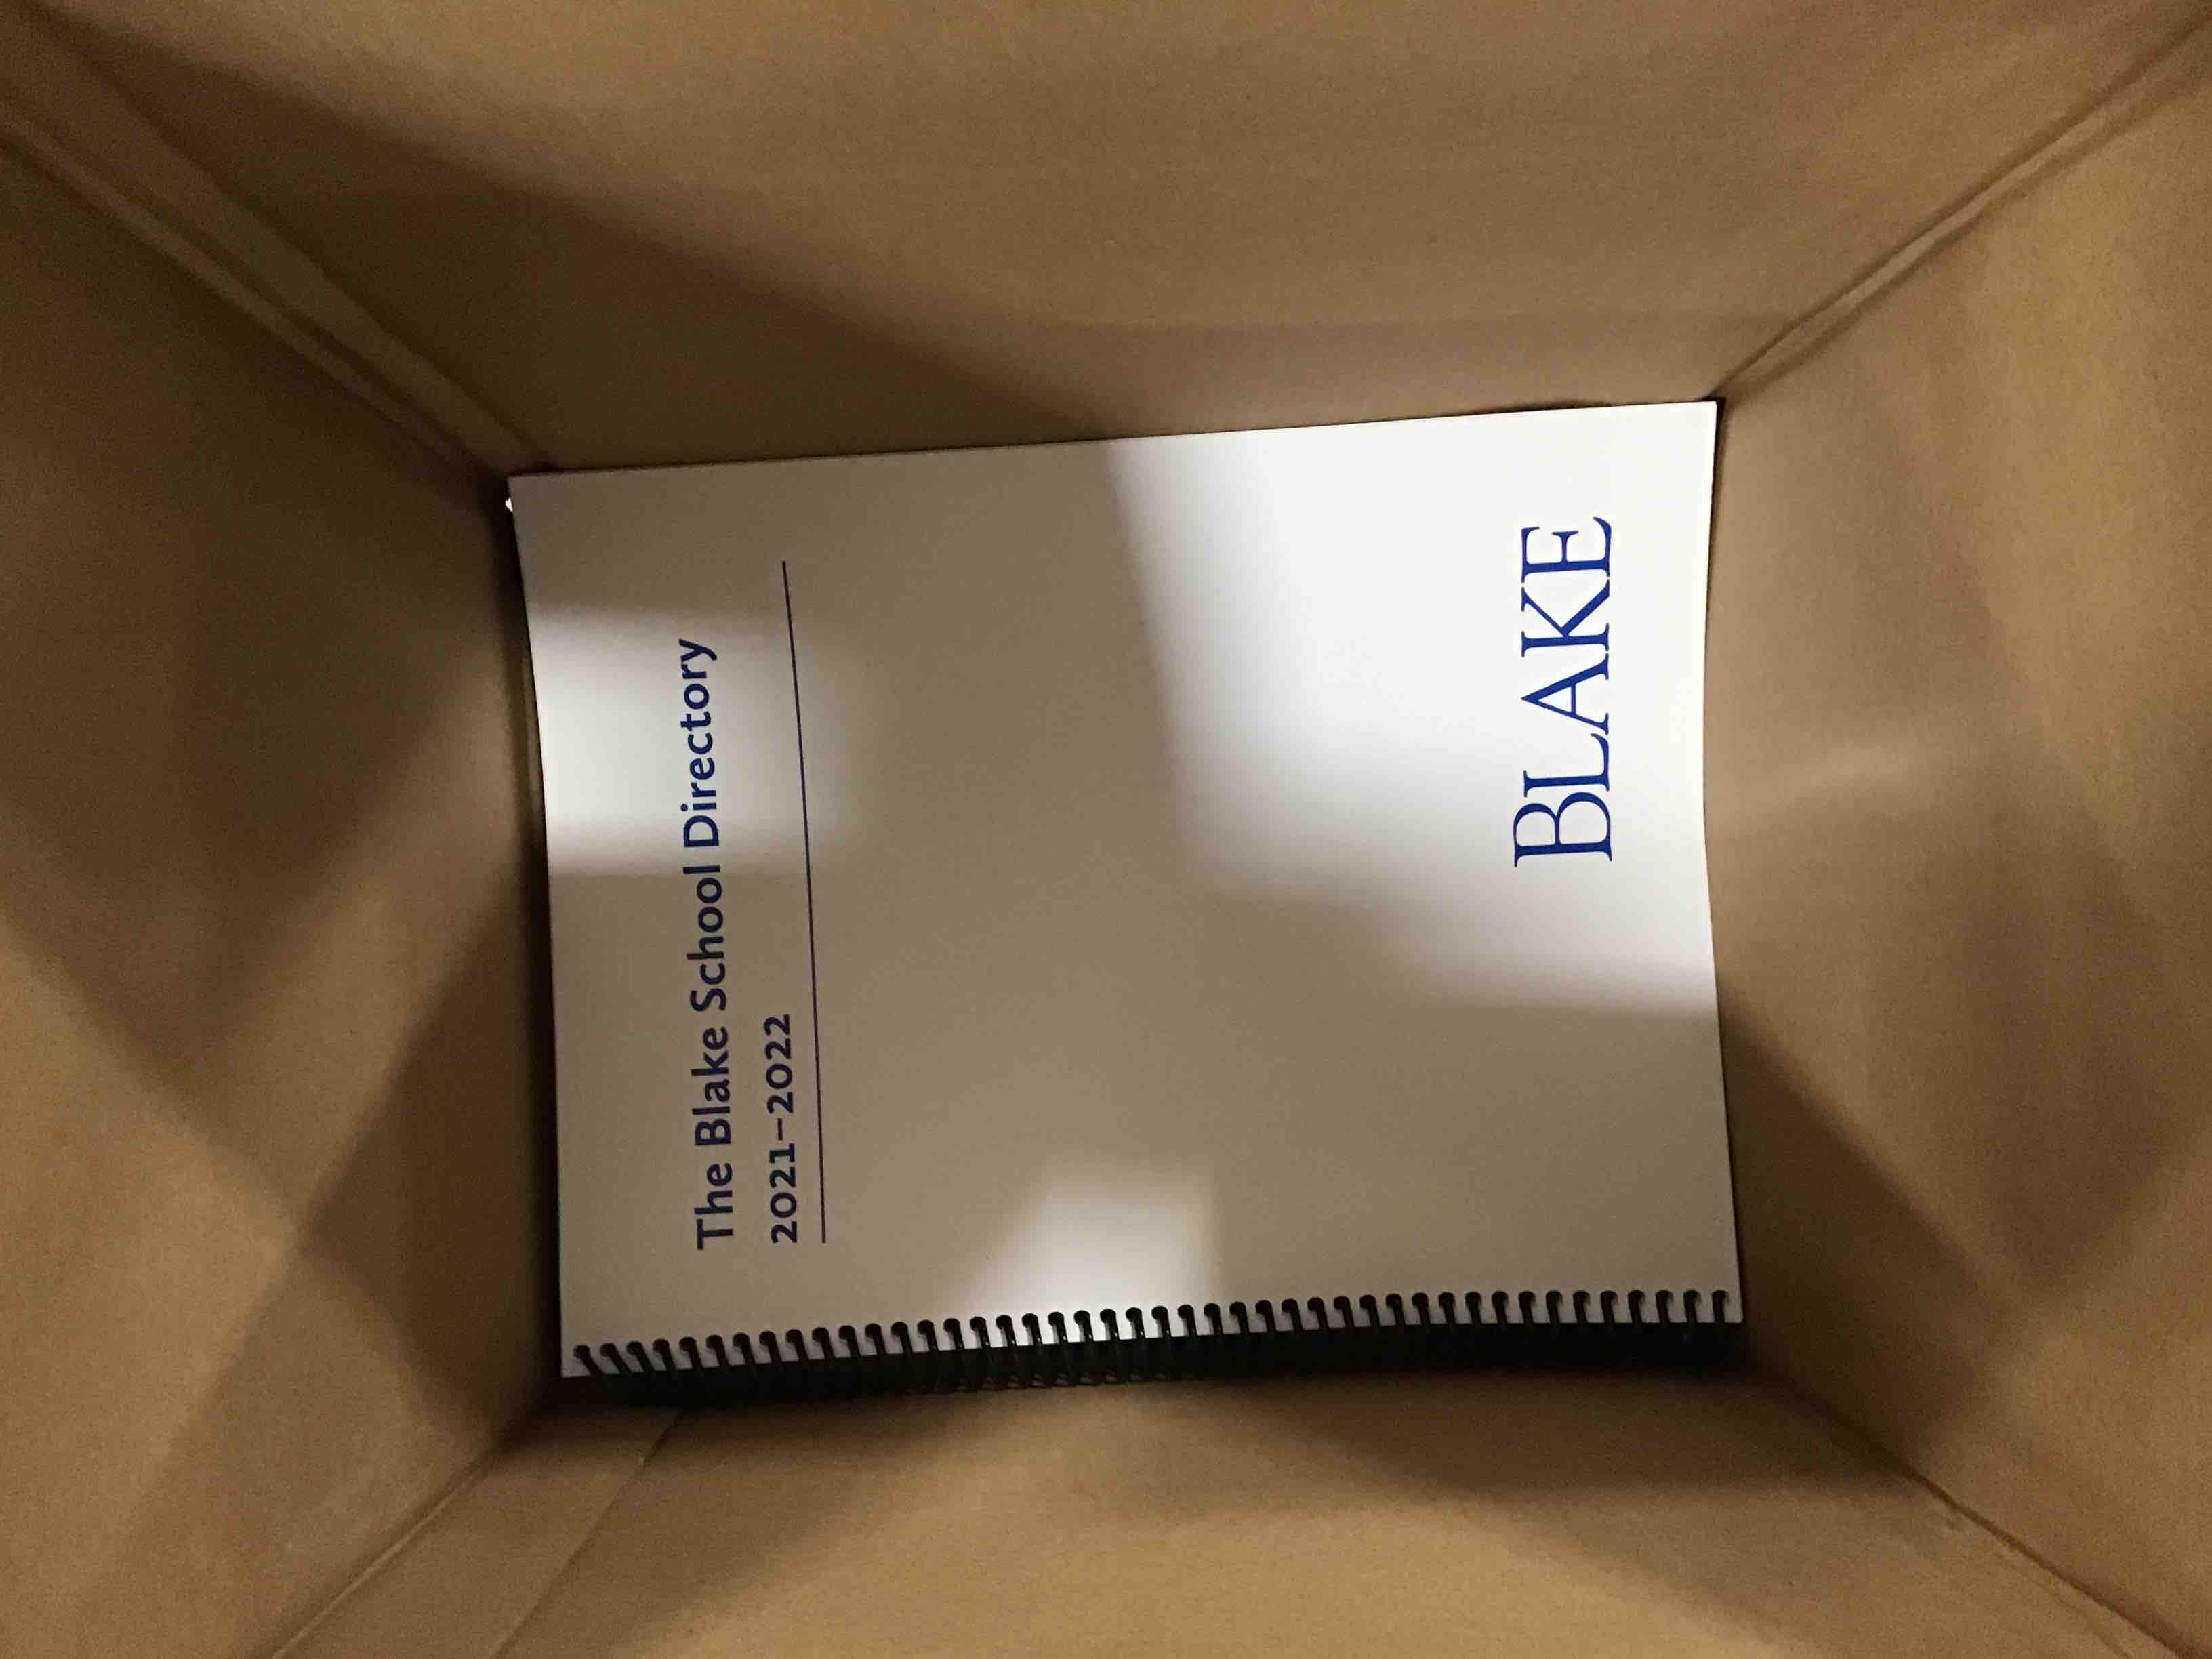 The Blake School Directory
2021–2022
BLAKE